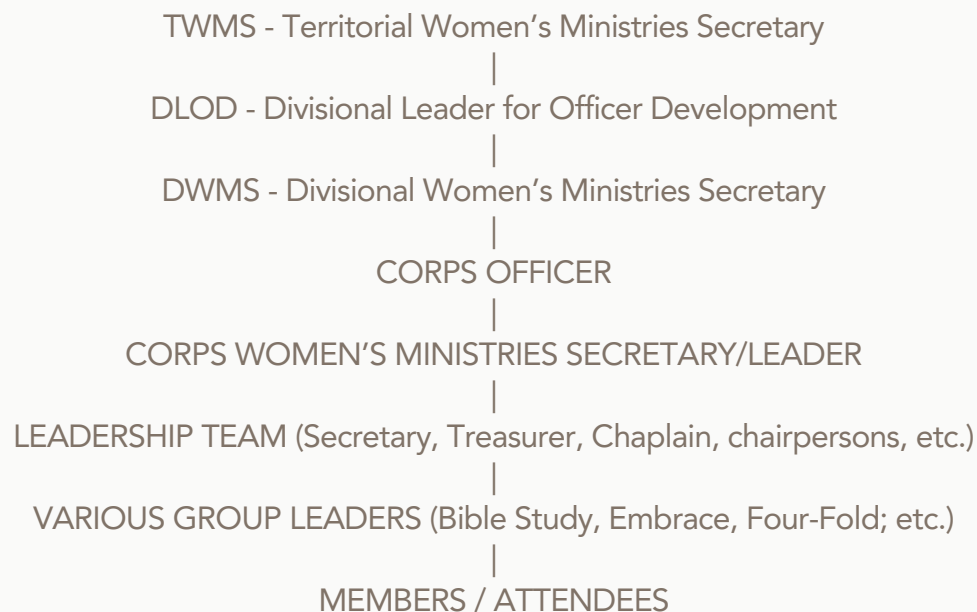 TWMS - Territorial Women’s Ministries Secretary
|
DLOD - Divisional Leader for Officer Development
|
DWMS - Divisional Women’s Ministries Secretary
|
CORPS OFFICER
|
CORPS WOMEN’S MINISTRIES SECRETARY/LEADER
|
LEADERSHIP TEAM (Secretary, Treasurer, Chaplain, chairpersons, etc.)
|
VARIOUS GROUP LEADERS (Bible Study, Embrace, Four-Fold; etc.)
|
MEMBERS / ATTENDEES